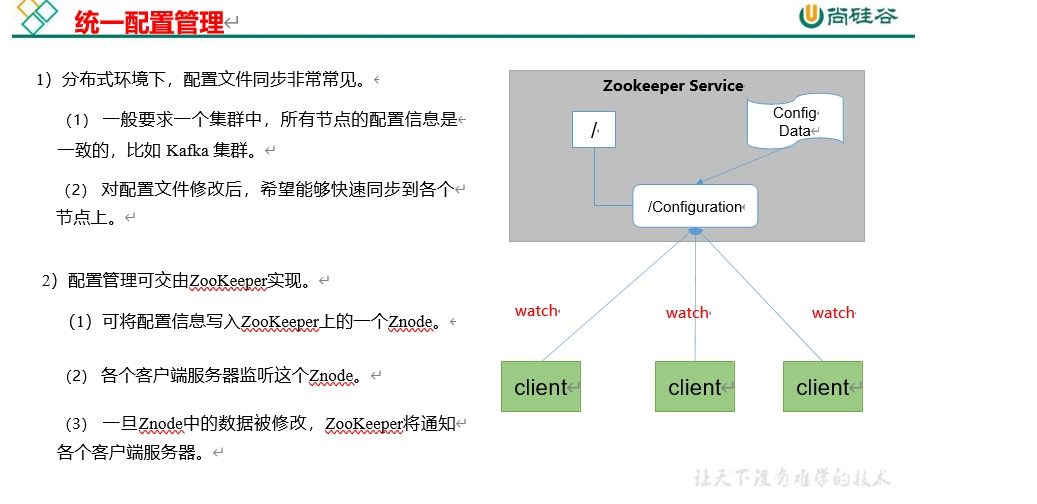 统一配置管理
尚硅谷
1）分布式环境下，配置文件同步非常常见。
（1） 一般要求一个集群中，所有节点的配置信息是
一致的，比如 Kafka 集群。
（2） 对配置文件修改后，希望能够快速同步到各个
节点上。
2）配置管理可交由ZooKeeper实现。
（1）可将配置信息写入ZooKeeper上的一个Znode。
（2） 各个客户端服务器监听这个Znode。
（3） 一旦Znode中的数据被修改，ZooKeeper将通知
各个客户端服务器。
Zookeeper Service
/
Config
Data
/Configuration
watch
watch
watch
client
client
client
让天下没有难学的技术